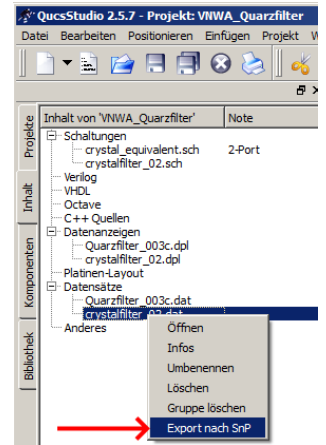 QucsStudio 2.5.7 - Projekt: VNWA_Quarzfilter
Datei Bearbeiten Positionieren Einfügen Projekt W
Projekte
Inhalt
Komponenten
Bibliothek
Inhalt von 'VNWA_Quarzfilter' Note
Schaltungen
crystal_equivalent.sch 2-Port
crystalfilter_02.sch
Verilog
VHDL
Octave
C++ Quellen
Datenanzeigen
Quarzfilter_003c.dpl
crystalfilter_02.dpl
Platinen-Layout
Datensätze
Quarzfilter_003c.dat
crystalfilter_02.dat
Anderes
Öffnen
Infos
Umbenennen
Löschen
Gruppe löschen
Export nach SnP